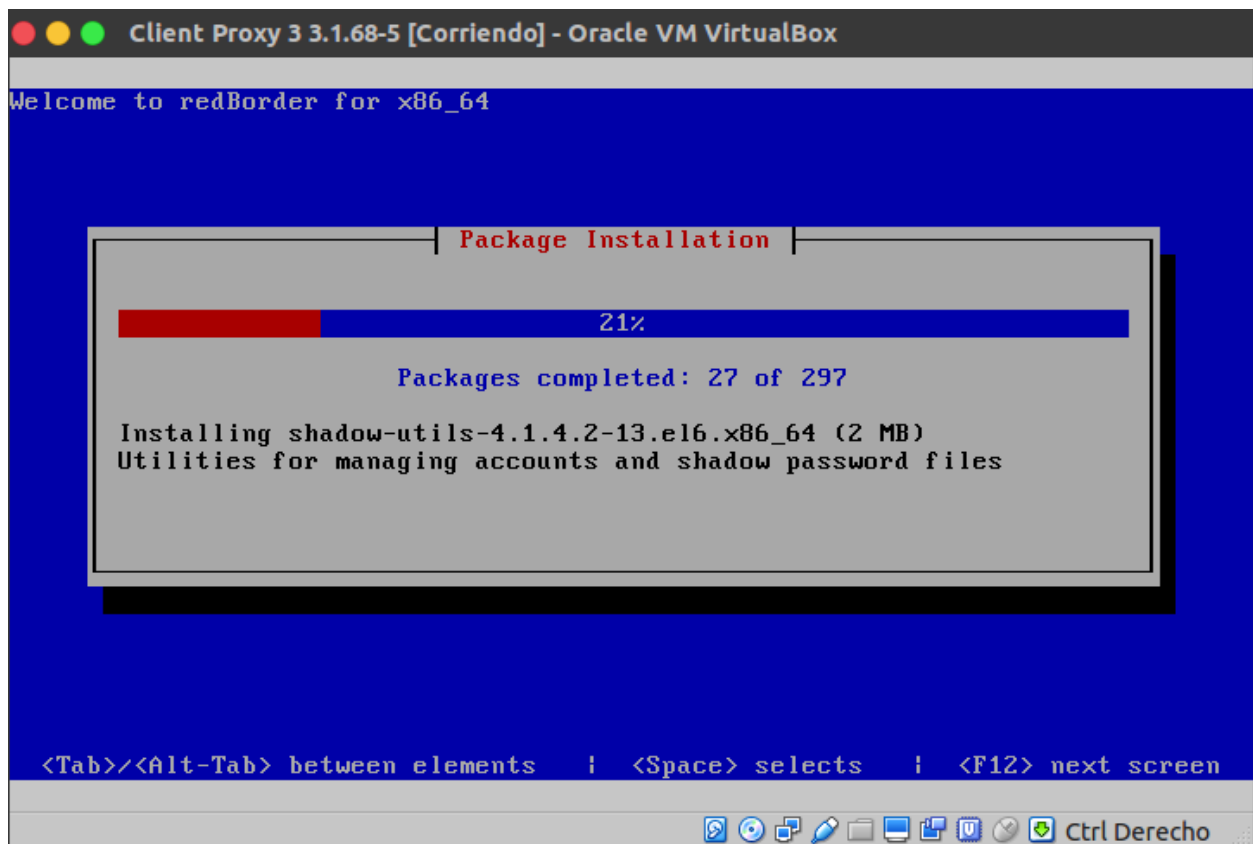 Client Proxy 3 3.1.68-5 [Corriendo] - Oracle VM VirtualBox
Welcome to redBorder for x86_64
Package Installation
21%
Packages completed: 27 of 297
Installing shadow-utils-4.1.4.2-13.el6.x86_64 (2 MB)
Utilities for managing accounts and shadow password files
<Tab>/<Alt-Tab> between elements | <Space> selects | <F12> next screen
Ctrl Derecho